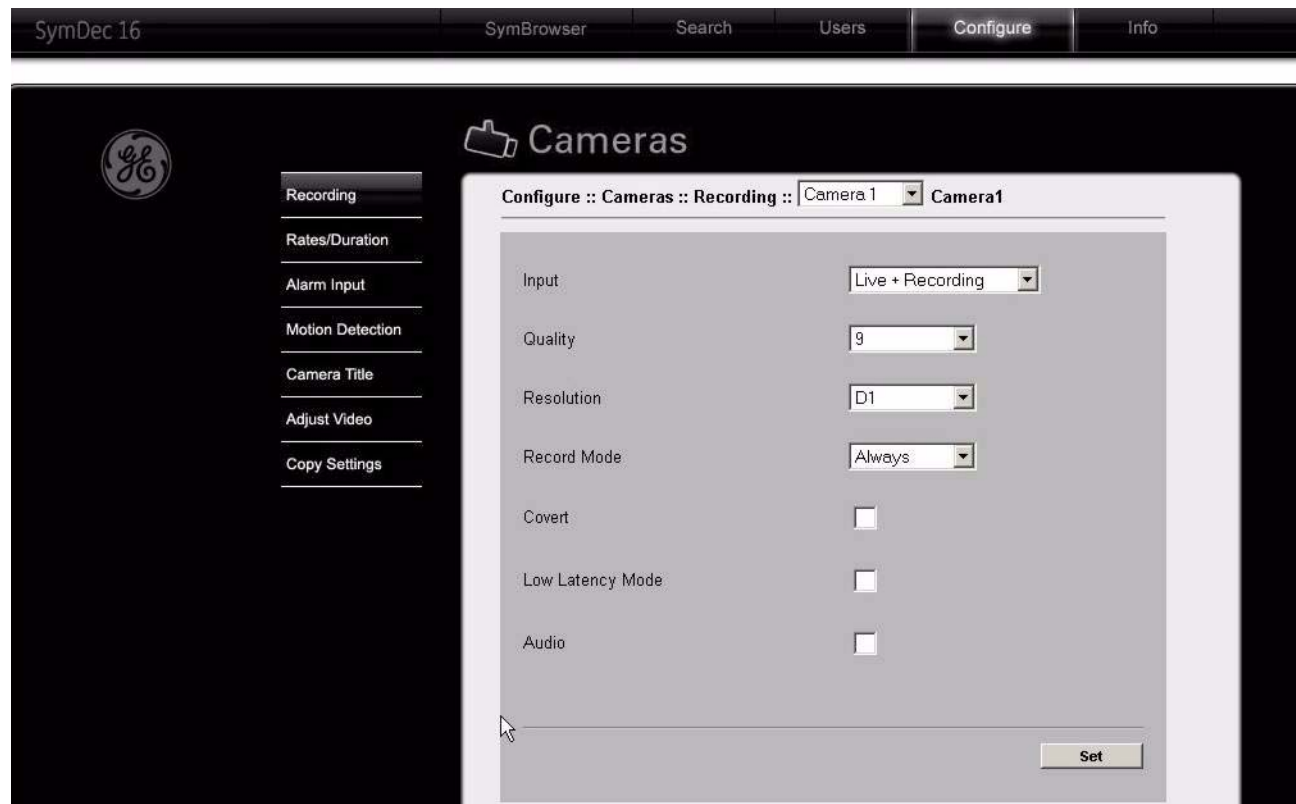 SymDec 16
SymBrowser
Search
Users
Configure
Info
GE
Cameras
Recording
Rates/Duration
Alarm Input
Motion Detection
Camera Title
Adjust Video
Copy Settings
Configure :: Cameras :: Recording :: Camera 1 Camera1
Input Live + Recording
Quality 9
Resolution D1
Record Mode Always
Covert
Low Latency Mode
Audio
Set